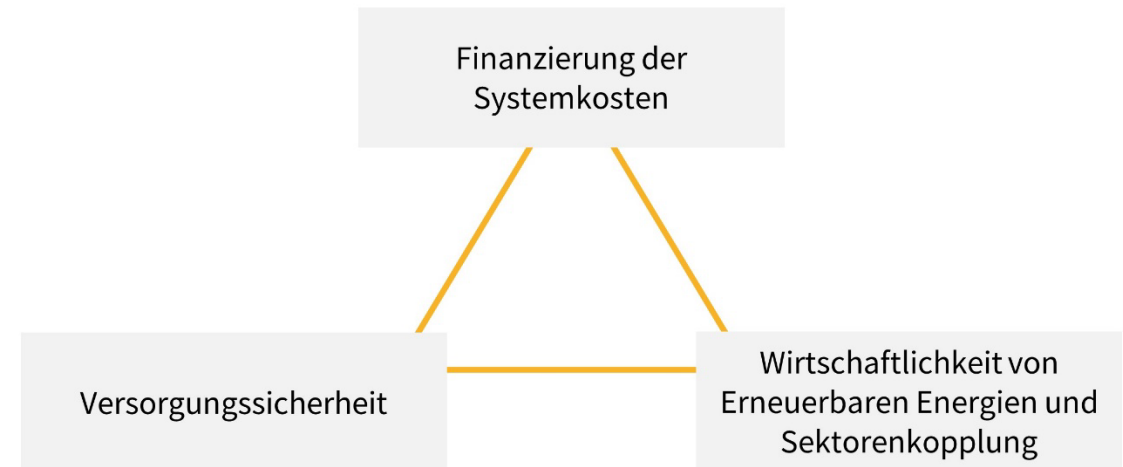 Finanzierung der
Systemkosten
Versorgungssicherheit
Wirtschaftlichkeit von
Erneuerbaren Energien und
Sektorenkopplung